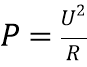 P = U²/R